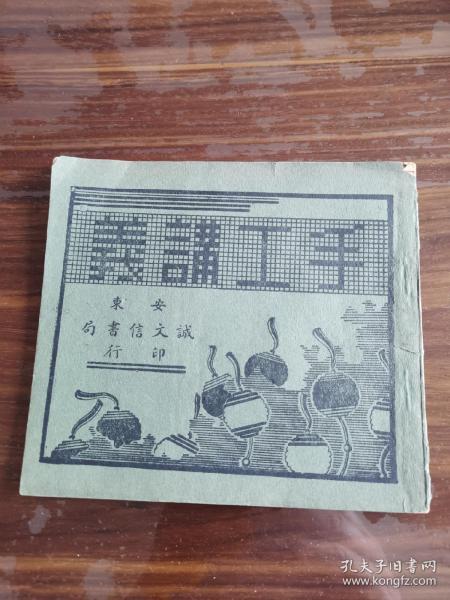 手工講義
安東
誠文信書局
印行
孔夫子旧书网
www.kongfz.com